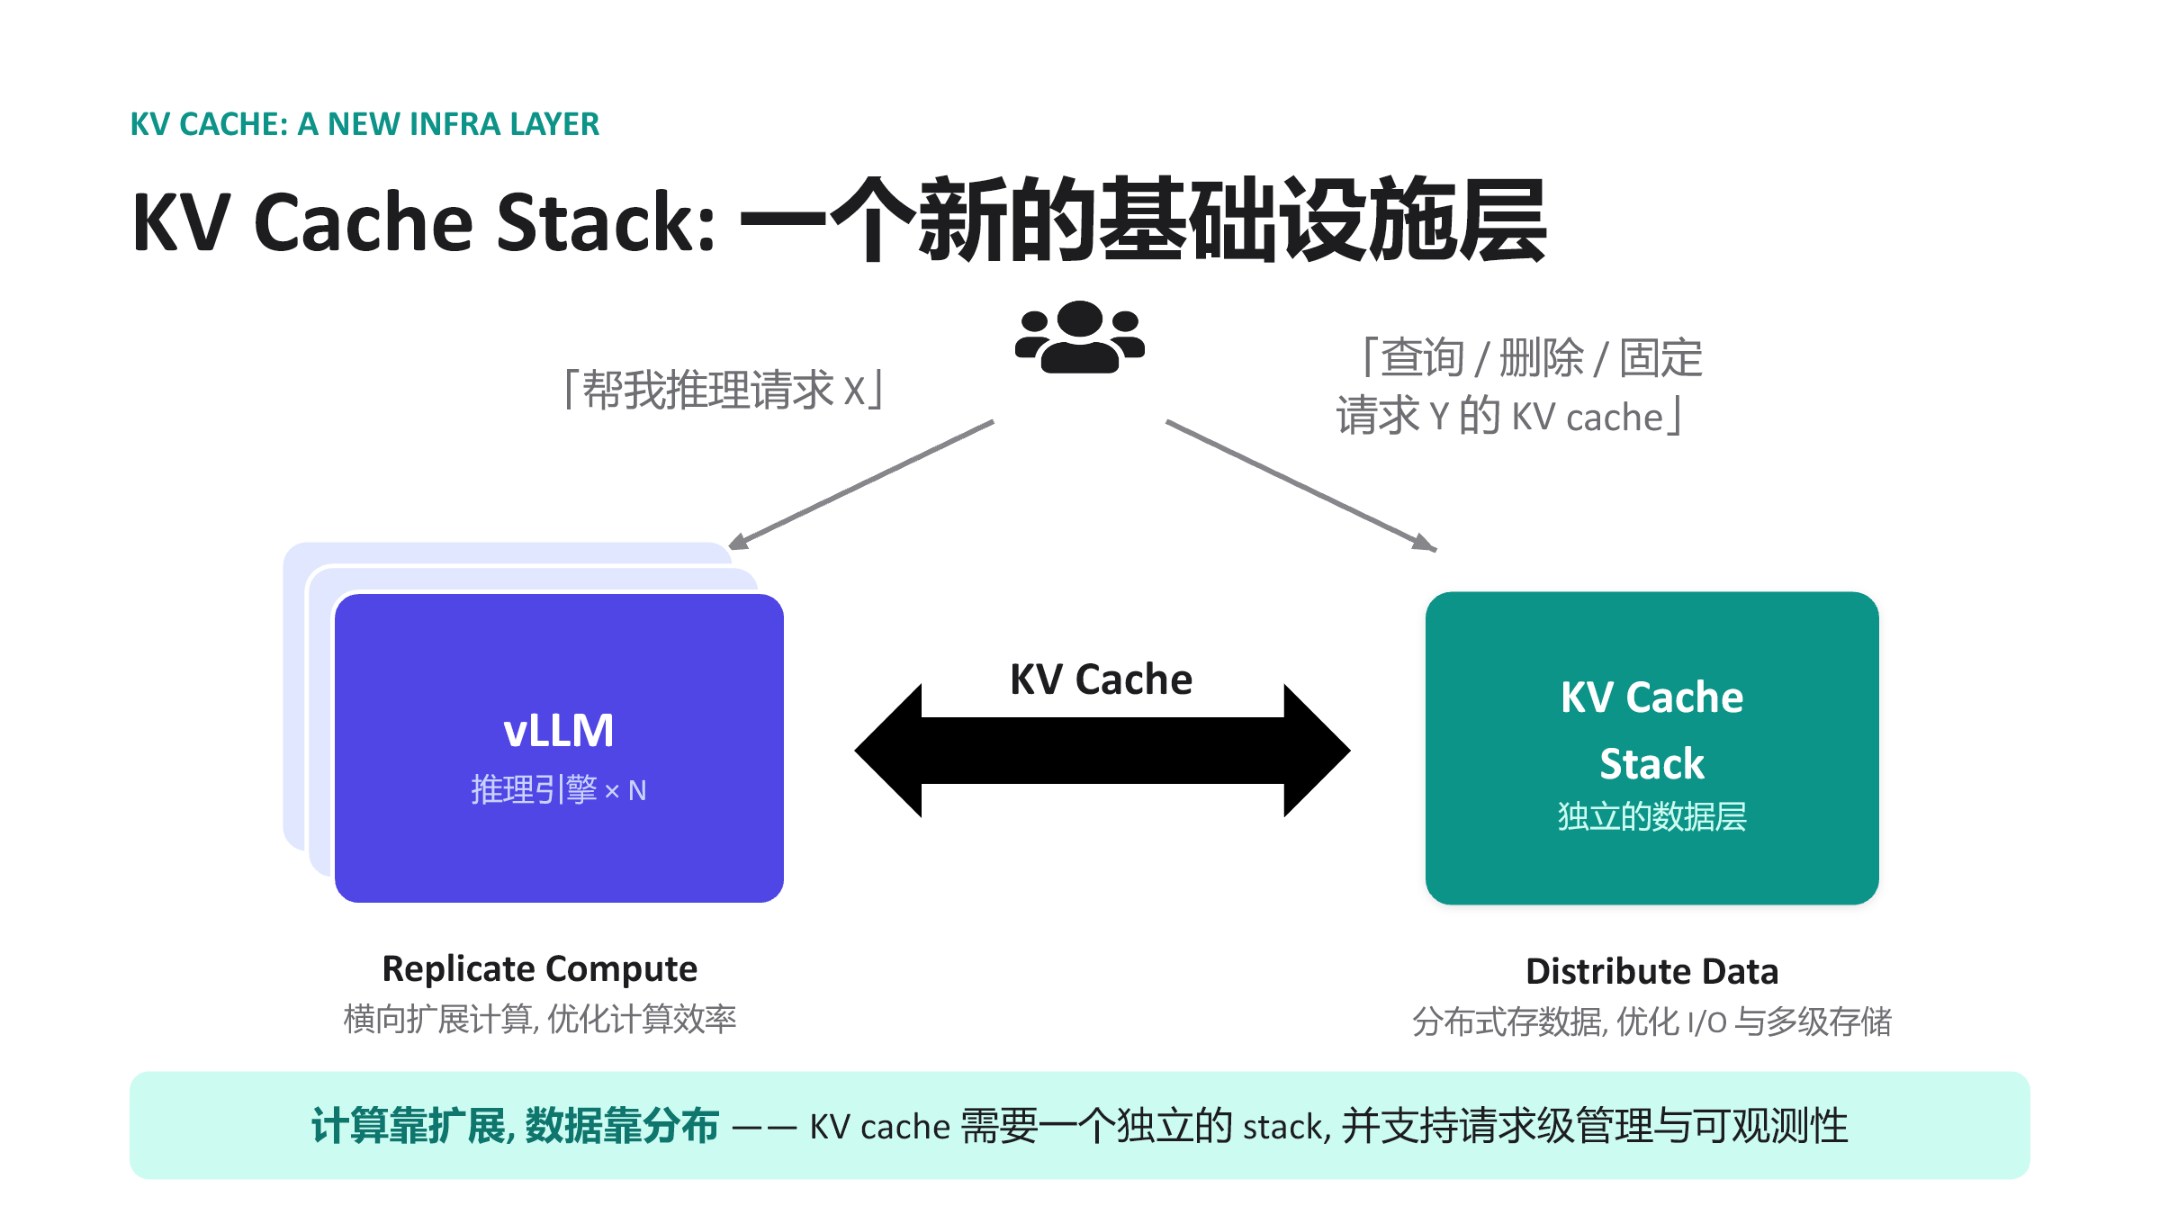 KV CACHE: A NEW INFRA LAYER
KV Cache Stack: 一个新的基础设施层
「帮我推理请求 X」
「查询 / 删除 / 固定
请求 Y 的 KV cache」
vLLM
推理引擎 × N
KV Cache
KV Cache
Stack
独立的数据层
Replicate Compute
横向扩展计算, 优化计算效率
Distribute Data
分布式存数据, 优化 I/O 与多级存储
计算靠扩展, 数据靠分布 —— KV cache 需要一个独立的 stack, 并支持请求级管理与可观测性